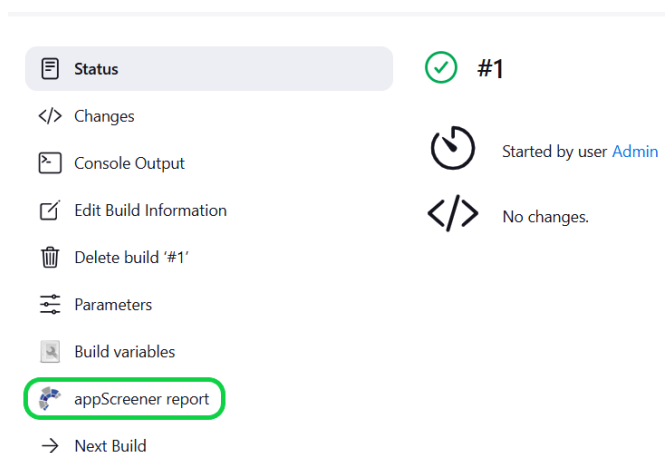 Status
Changes
Console Output
Edit Build Information
Delete build ‘#1’
Parameters
Build variables
appScreener report
Next Build
#1
Started by user Admin
No changes.